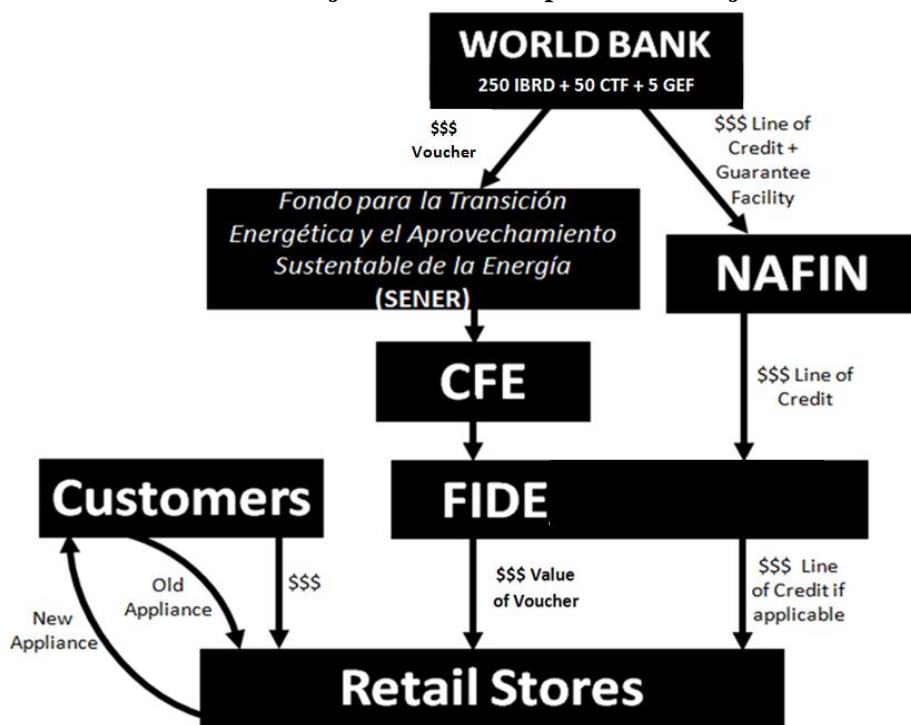 WORLD BANK
250 IBRD + 50 CTF + 5 GEF
$$$
Voucher
$$$ Line of
Credit +
Guarantee
Facility
Fondo para la Transición
Energética y el Aprovechamiento
Sustentable de la Energía
(SENER)
NAFIN
CFE
$$$ Line of
Credit
Customers
FIDE
New
Appliance
Old
Appliance
$$$
$$$ Value
of Voucher
$$$ Line
of Credit if
applicable
Retail Stores